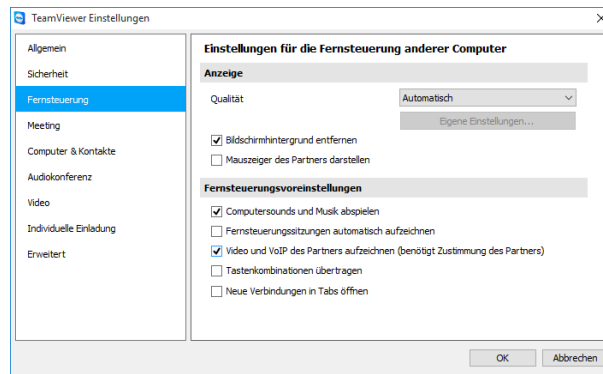 TeamViewer Einstellungen
Allgemein
Sicherheit
Fernsteuerung
Meeting
Computer & Kontakte
Audiokonferenz
Video
Individuelle Einladung
Erweitert
Einstellungen für die Fernsteuerung anderer Computer
Anzeige
Qualität
Automatisch
Eigene Einstellungen...
Bildschirmhintergrund entfernen
Mauszeiger des Partners darstellen
Fernsteuerungsvoreinstellungen
Computersounds und Musik abspielen
Fernsteuerungssitzungen automatisch aufzeichnen
Video und VoIP des Partners aufzeichnen (benötigt Zustimmung des Partners)
Tastenkombinationen übertragen
Neue Verbindungen in Tabs öffnen
OK
Abbrechen